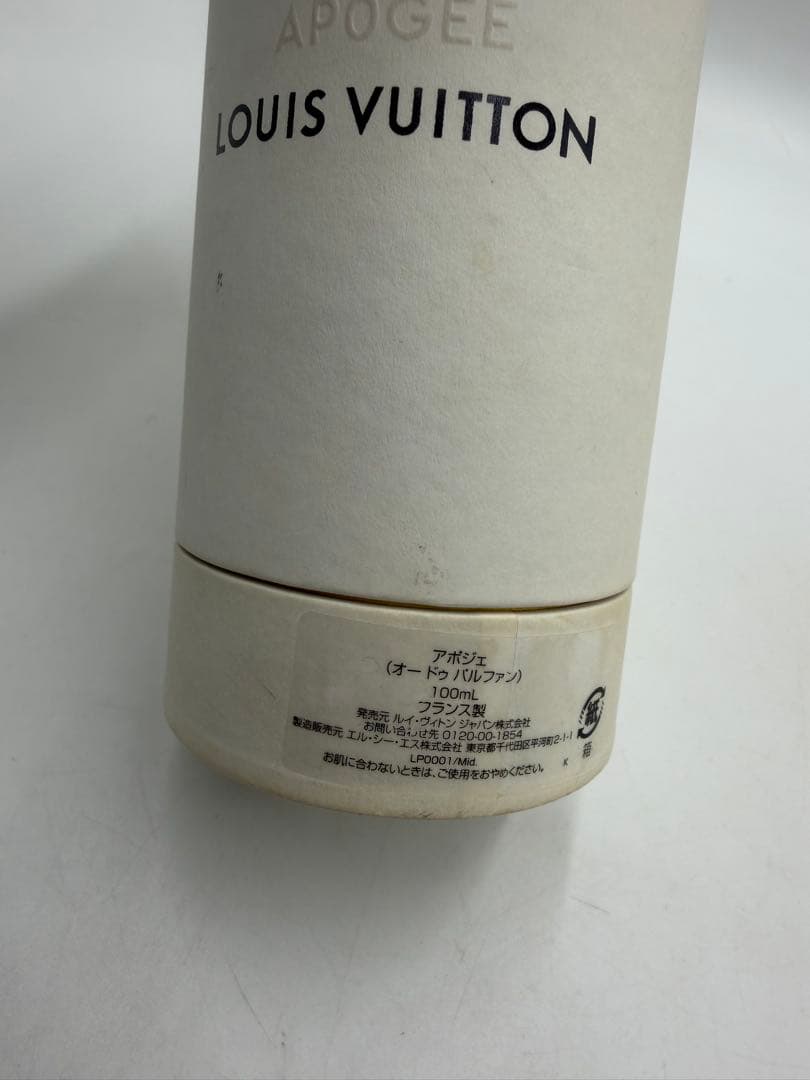 APOGEE
LOUIS VUITTON
アポジェ
（オー ドゥ パルファン）
100mL
フランス製
発売元 ルイ・ヴィトン ジャパン株式会社
お問い合わせ先 0120-00-1854
製造販売元 エル・シー・エス株式会社 東京都千代田区平河町2-1-1
LP0001/Mid.
お肌に合わないときは、ご使用をおやめください。
K
紙
箱